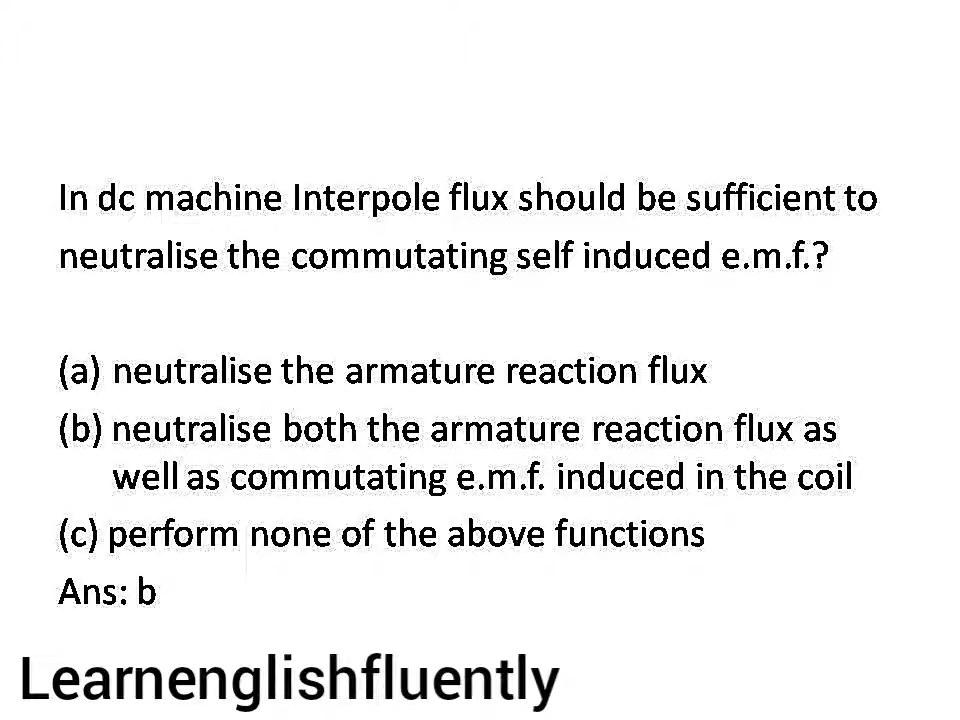 In dc machine Interpole flux should be sufficient to
neutralise the commutating self induced e.m.f.?
(a) neutralise the armature reaction flux
(b) neutralise both the armature reaction flux as
well as commutating e.m.f. induced in the coil
(c) perform none of the above functions
Ans: b
Learnenglishfluently